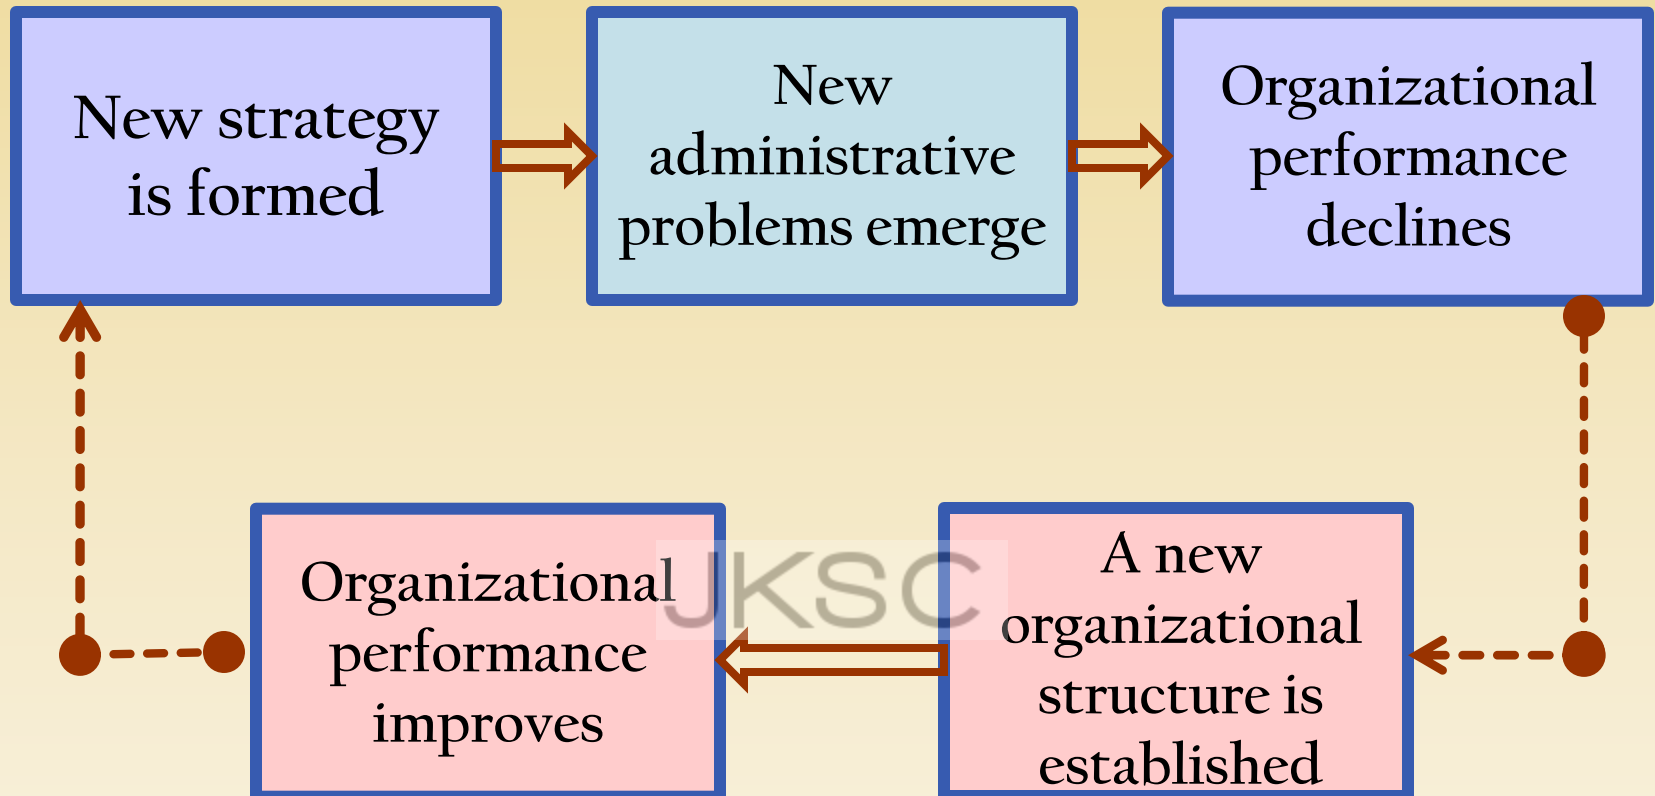 New strategy
is formed
New
administrative
problems emerge
Organizational
performance
declines
Organizational
performance
improves
JKSC
A new
organizational
structure is
established